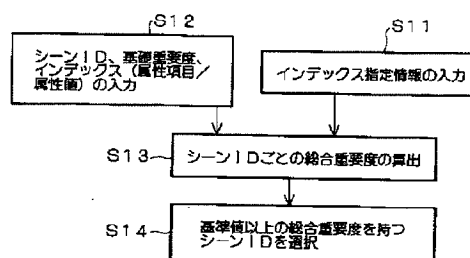 S12
S11
シーンID、基礎重要度、
インデックス（属性項目／
属性値）の入力
インデックス指定情報の入力
S13
シーンIDごとの総合重要度の算出
S14
基準値以上の総合重要度を持つ
シーンIDを選択